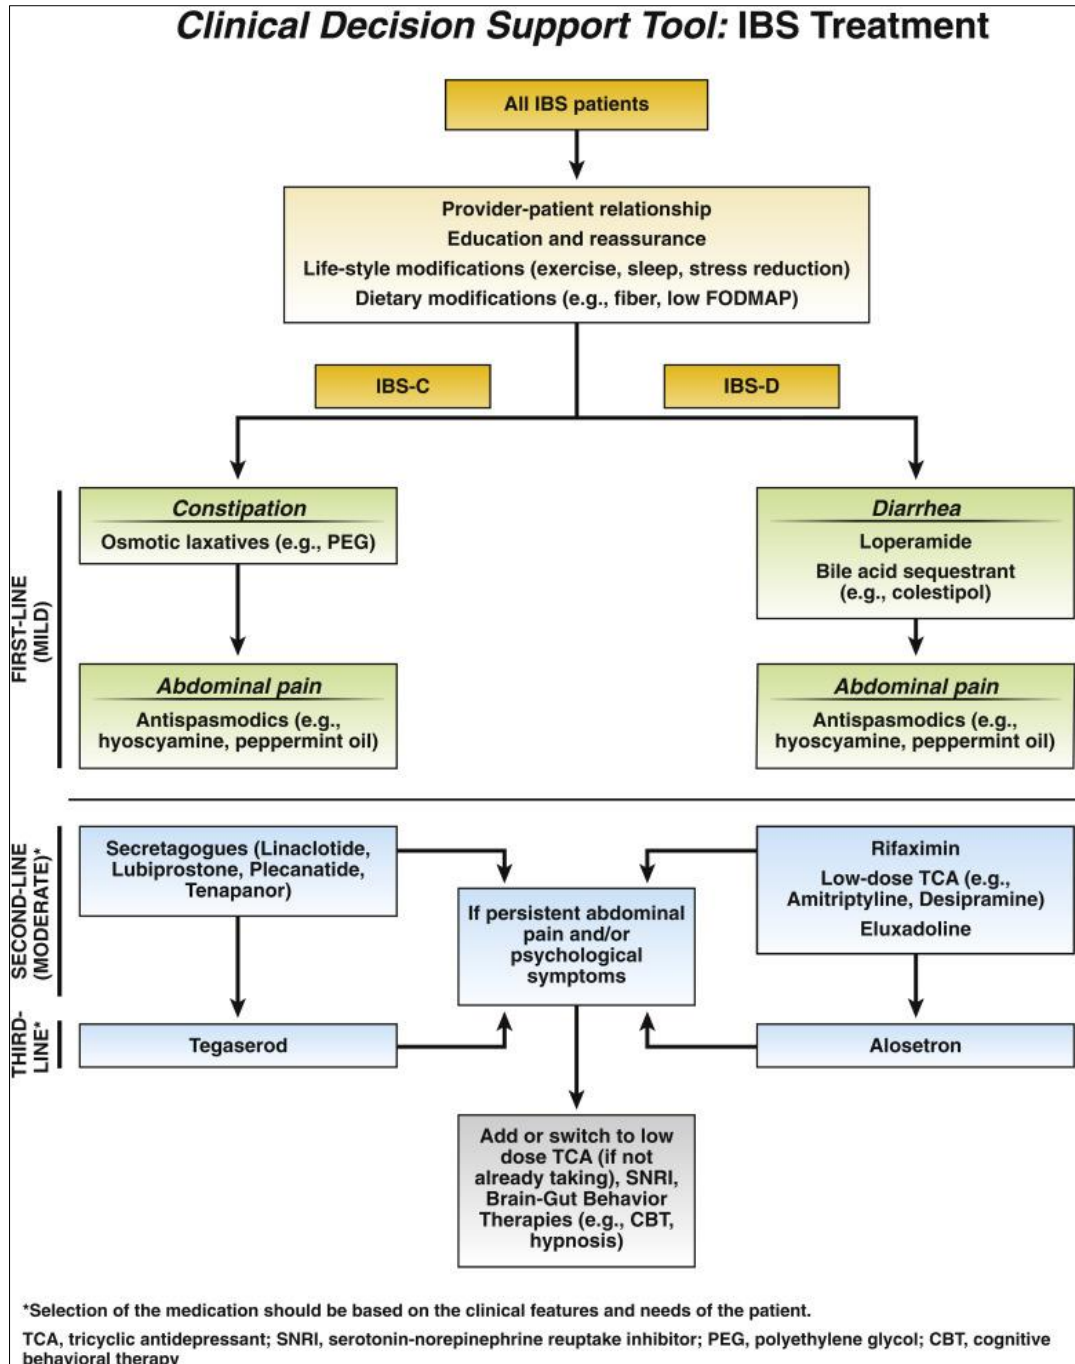 Clinical Decision Support Tool: IBS Treatment
All IBS patients
Provider-patient relationship
Education and reassurance
Life-style modifications (exercise, sleep, stress reduction)
Dietary modifications (e.g., fiber, low FODMAP)
IBS-C
IBS-D
FIRST-LINE
(MILD)
Constipation
Osmotic laxatives (e.g., PEG)
Diarrhea
Loperamide
Bile acid sequestrant
(e.g., colestipol)
Abdominal pain
Antispasmodics (e.g.,
hyoscyamine, peppermint oil)
Abdominal pain
Antispasmodics (e.g.,
hyoscyamine, peppermint oil)
SECOND-LINE
(MODERATE)*
Secretagogues (Linaclotide,
Lubiprostone, Plecanatide,
Tenapanor)
If persistent abdominal
pain and/or
psychological
symptoms
Rifaximin
Low-dose TCA (e.g.,
Amitriptyline, Desipramine)
Eluxadoline
THIRD-
LINE*
Tegaserod
Alosetron
Add or switch to low
dose TCA (if not
already taking), SNRI,
Brain-Gut Behavior
Therapies (e.g., CBT,
hypnosis)
*Selection of the medication should be based on the clinical features and needs of the patient.
TCA, tricyclic antidepressant; SNRI, serotonin-norepinephrine reuptake inhibitor; PEG, polyethylene glycol; CBT, cognitive
behavioral therapy